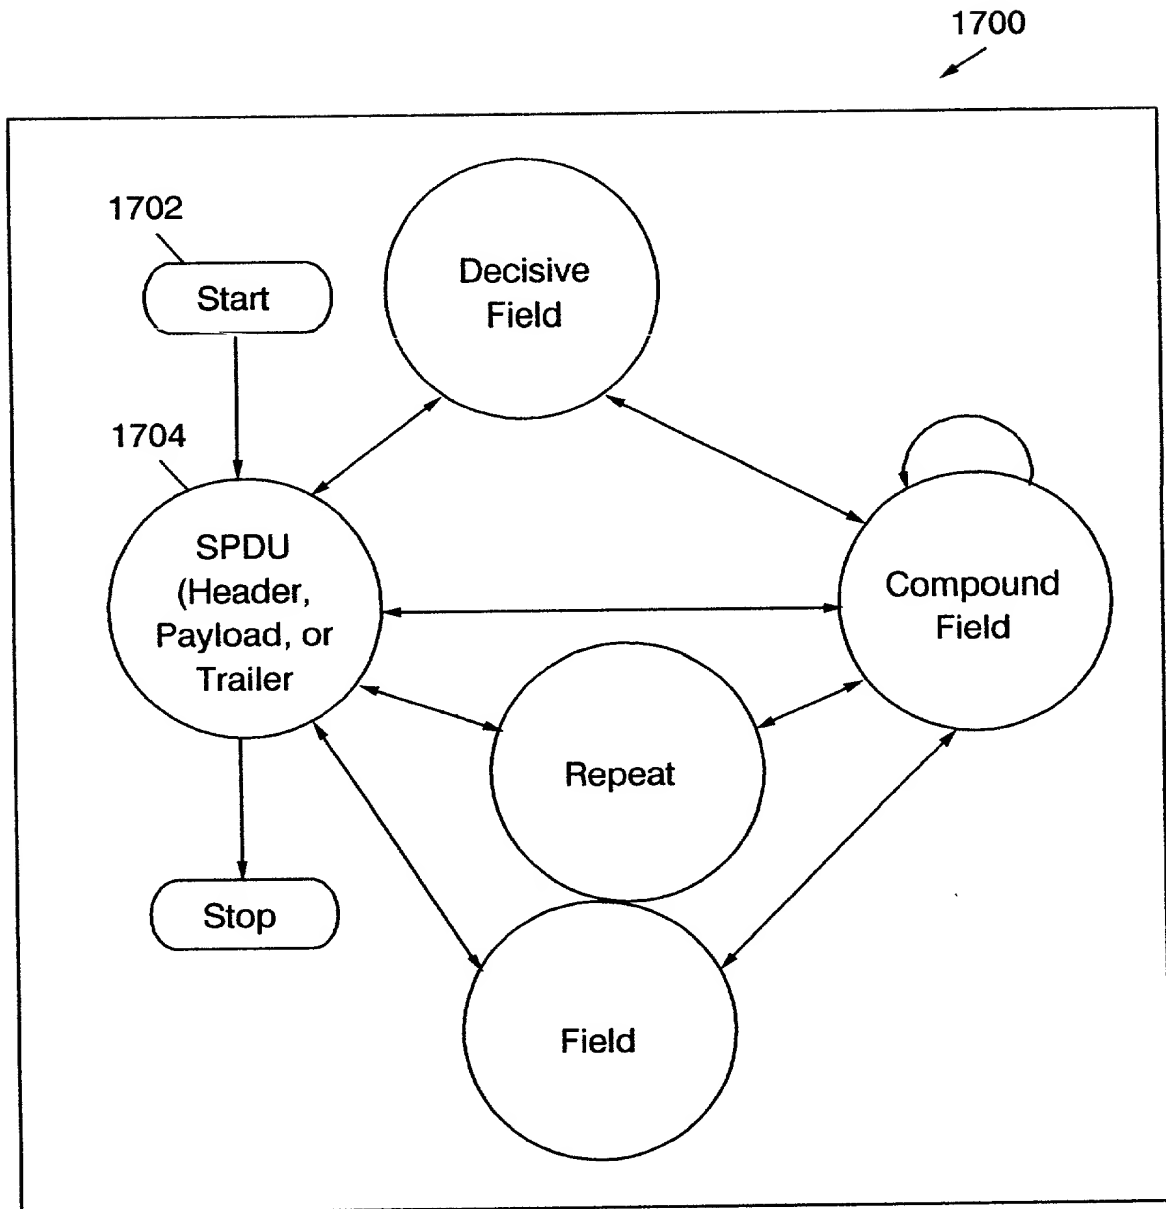 1700
1702
Start
Decisive
Field
1704
SPDU
(Header,
Payload, or
Trailer
Compound
Field
Repeat
Stop
Field